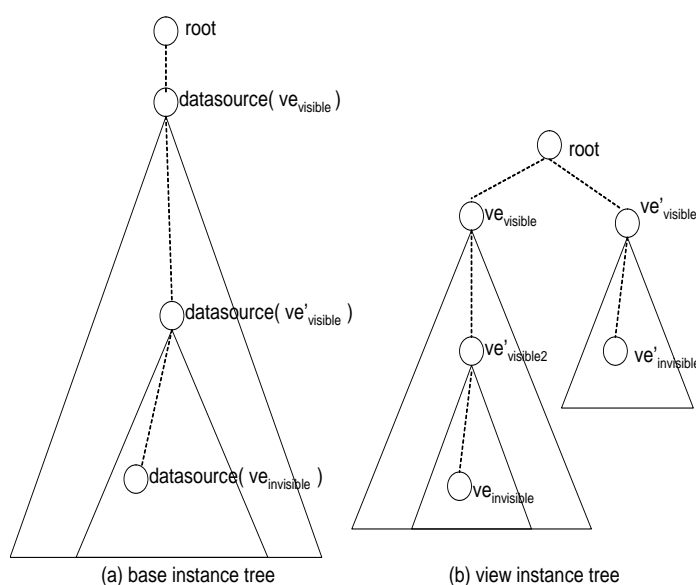 root
datasource( ve_visible )
datasource( ve'_visible )
datasource( ve_invisible )
(a) base instance tree
root
ve_visible
ve'_visible
ve'_visible2
ve'_invisible
ve_invisible
(b) view instance tree